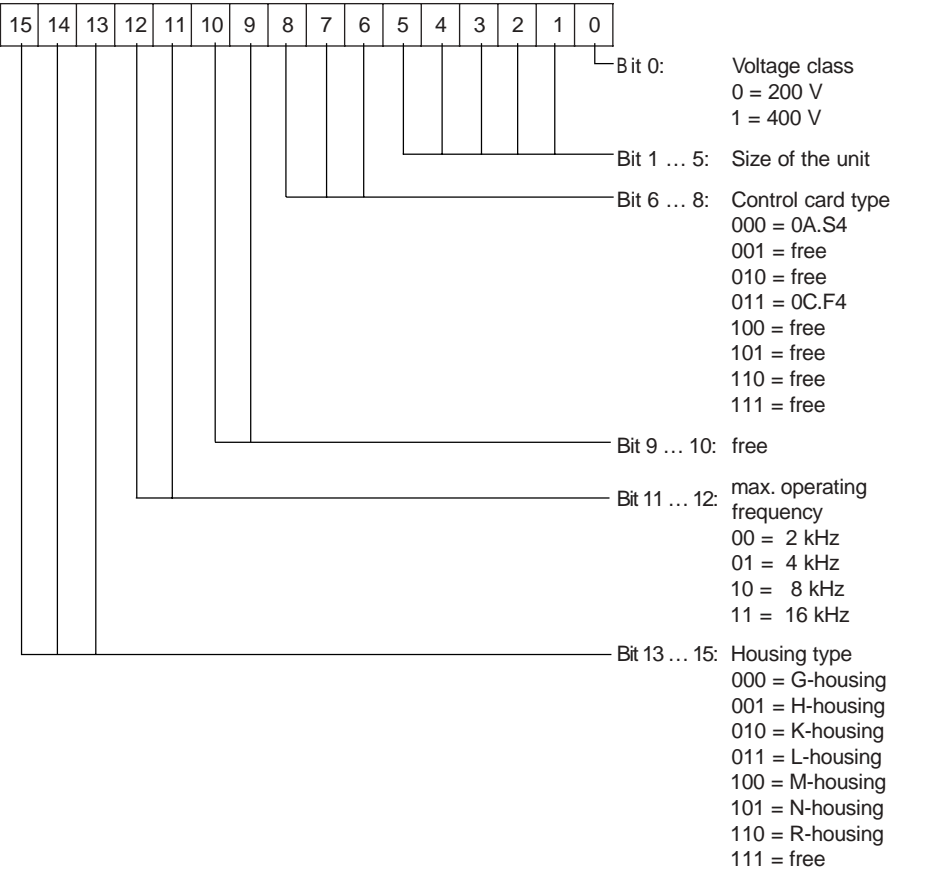 15 14 13 12 11 10 9 8 7 6 5 4 3 2 1 0
Bit 0: Voltage class
0 = 200 V
1 = 400 V
Bit 1 … 5: Size of the unit
Bit 6 … 8: Control card type
000 = 0A.S4
001 = free
010 = free
011 = 0C.F4
100 = free
101 = free
110 = free
111 = free
Bit 9 … 10: free
Bit 11 … 12: max. operating
frequency
00 = 2 kHz
01 = 4 kHz
10 = 8 kHz
11 = 16 kHz
Bit 13 … 15: Housing type
000 = G-housing
001 = H-housing
010 = K-housing
011 = L-housing
100 = M-housing
101 = N-housing
110 = R-housing
111 = free